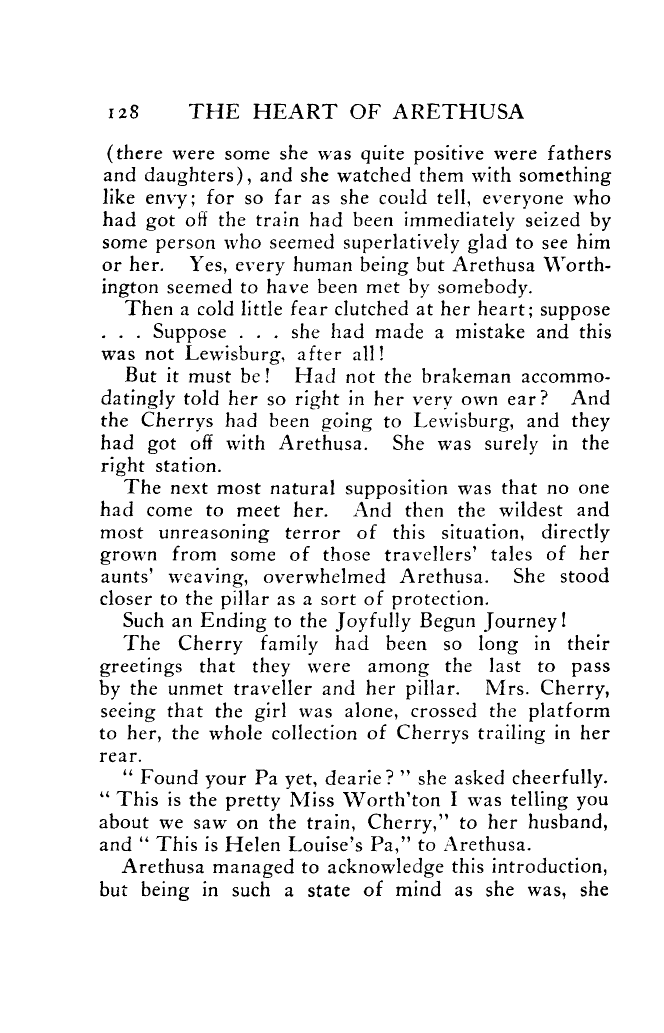 128 THE HEART OF ARETHUSA
(there were some she was quite positive were fathers
and daughters), and she watched them with something
like envy; for so far as she could tell, everyone who
had got off the train had been immediately seized by
some person who seemed superlatively glad to see him
or her. Yes, every human being but Arethusa Worth-
ington seemed to have been met by somebody.
Then a cold little fear clutched at her heart; suppose
. . . Suppose . . . she had made a mistake and this
was not Lewisburg, after all!
But it must be! Had not the brakeman accommo-
datingly told her so right in her very own ear? And
the Cherrys had been going to Lewisburg, and they
had got off with Arethusa. She was surely in the
right station.
The next most natural supposition was that no one
had come to meet her. And then the wildest and
most unreasoning terror of this situation, directly
grown from some of those travellers' tales of her
aunts' weaving, overwhelmed Arethusa. She stood
closer to the pillar as a sort of protection.
Such an Ending to the Joyfully Begun Journey!
The Cherry family had been so long in their
greetings that they were among the last to pass
by the unmet traveller and her pillar. Mrs. Cherry,
seeing that the girl was alone, crossed the platform
to her, the whole collection of Cherrys trailing in her
rear.
" Found your Pa yet, dearie? " she asked cheerfully.
" This is the pretty Miss Worth'ton I was telling you
about we saw on the train, Cherry," to her husband,
and " This is Helen Louise's Pa," to Arethusa.
Arethusa managed to acknowledge this introduction,
but being in such a state of mind as she was, she